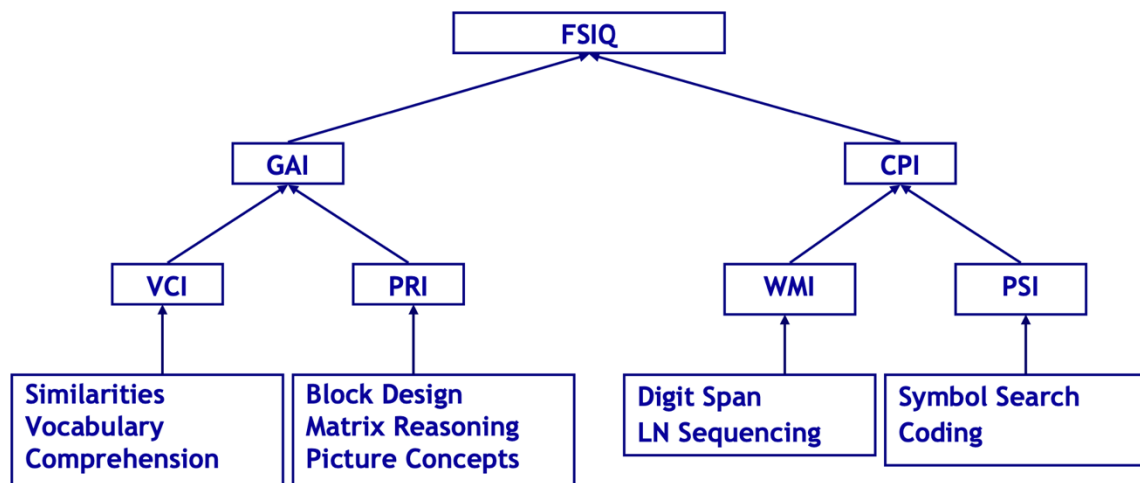 FSIQ
GAI
CPI
VCI
PRI
WMI
PSI
Similarities
Vocabulary
Comprehension
Block Design
Matrix Reasoning
Picture Concepts
Digit Span
LN Sequencing
Symbol Search
Coding